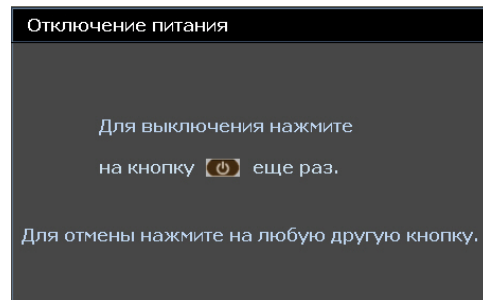 Отключение питания
Для выключения нажмите
на кнопку еще раз.
Для отмены нажмите на любую другую кнопку.